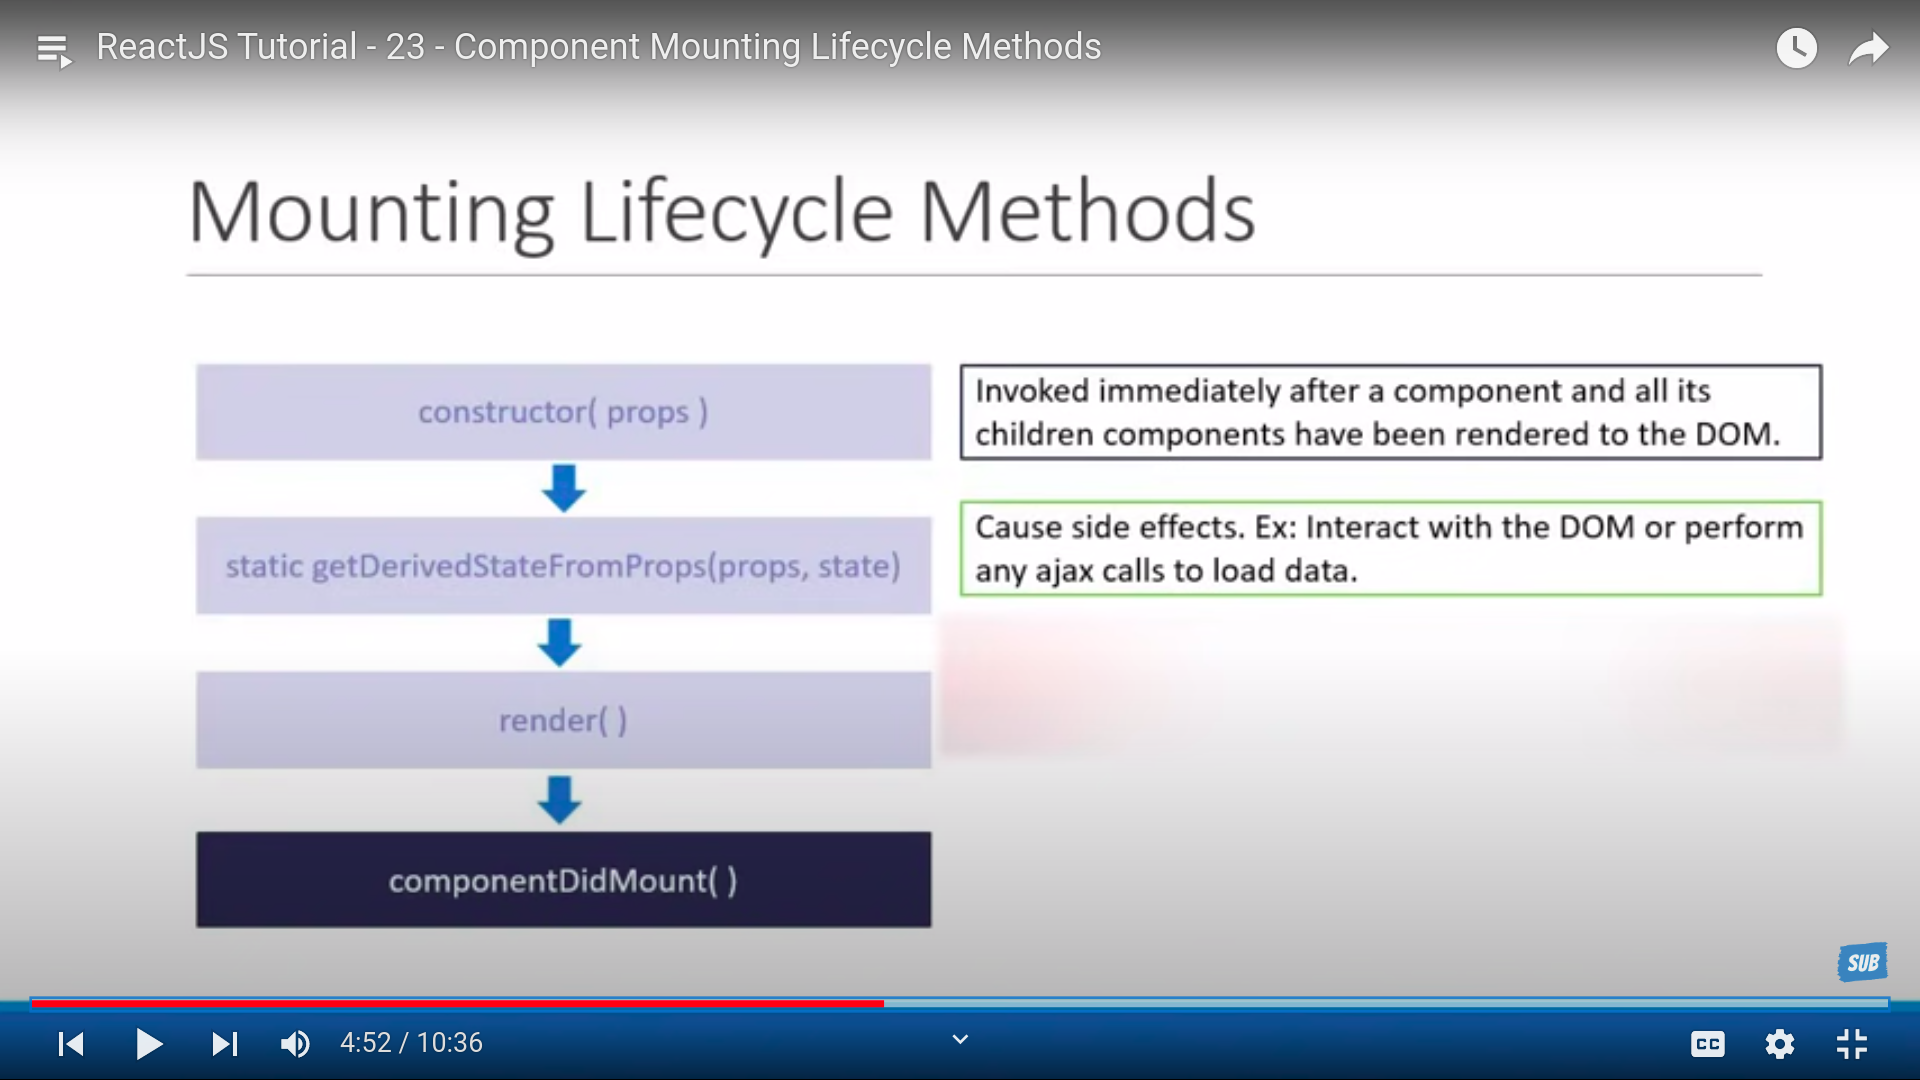 ReactJS Tutorial - 23 - Component Mounting Lifecycle Methods
Mounting Lifecycle Methods
constructor( props )
static getDerivedStateFromProps(props, state)
render( )
componentDidMount( )
Invoked immediately after a component and all its
children components have been rendered to the DOM.
Cause side effects. Ex: Interact with the DOM or perform
any ajax calls to load data.
SUB
4:52 / 10:36
CC